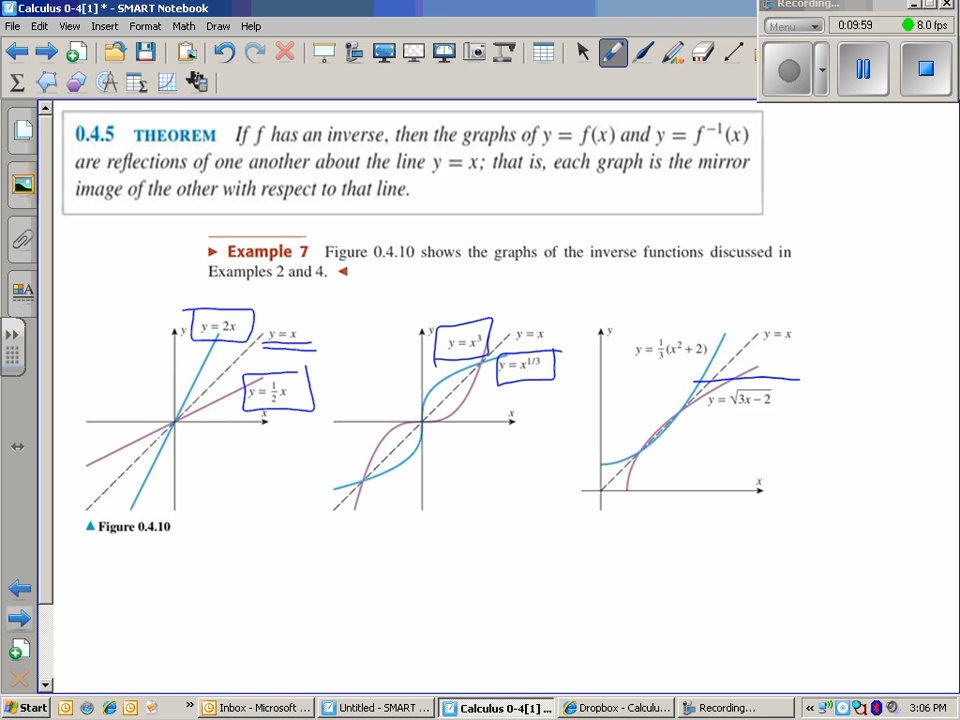 Calculus 0-4[1] * - SMART Notebook
Recording...
File Edit View Insert Format Math Draw Help
Menu 0:09:59 8.0 fps
0.4.5 THEOREM If f has an inverse, then the graphs of y = f(x) and y = f⁻¹(x)
are reflections of one another about the line y = x; that is, each graph is the mirror
image of the other with respect to that line.
► Example 7 Figure 0.4.10 shows the graphs of the inverse functions discussed in
Examples 2 and 4. ◄
y
y = 2x
y = x
y = 1/2 x
x
y
y = x³
y = x
y = x^1/3
x
y
y = x
y = 1/3(x² + 2)
y = √3x − 2
x
▲ Figure 0.4.10
Start
Inbox - Microsoft ...
Untitled - SMART ...
Calculus 0-4[1] ...
Dropbox - Calculu...
Recording...
3:06 PM